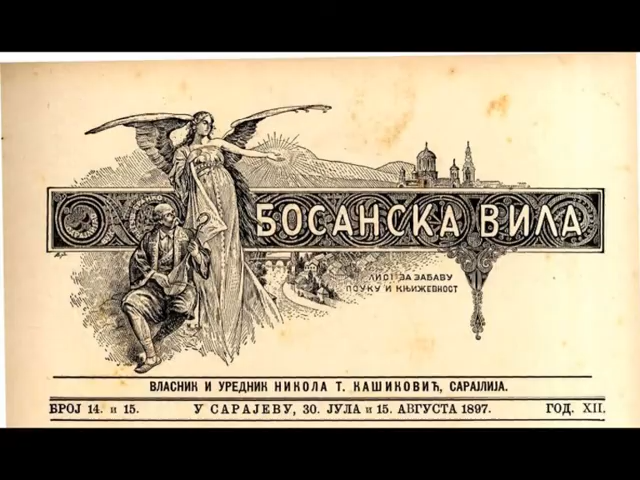 БОСАНСКА ВИЛА
ЛИСТ ЗА ЗАБАВУ
ПОУКУ И КЊИЖЕВНОСТ
ВЛАСНИК И УРЕДНИК НИКОЛА Т. КАШИКОВИЋ, САРАЈЛИЈА.
БРОЈ 14. и 15. У САРАЈЕВУ, 30. ЈУЛА и 15. АВГУСТА 1897. ГОД. XII.